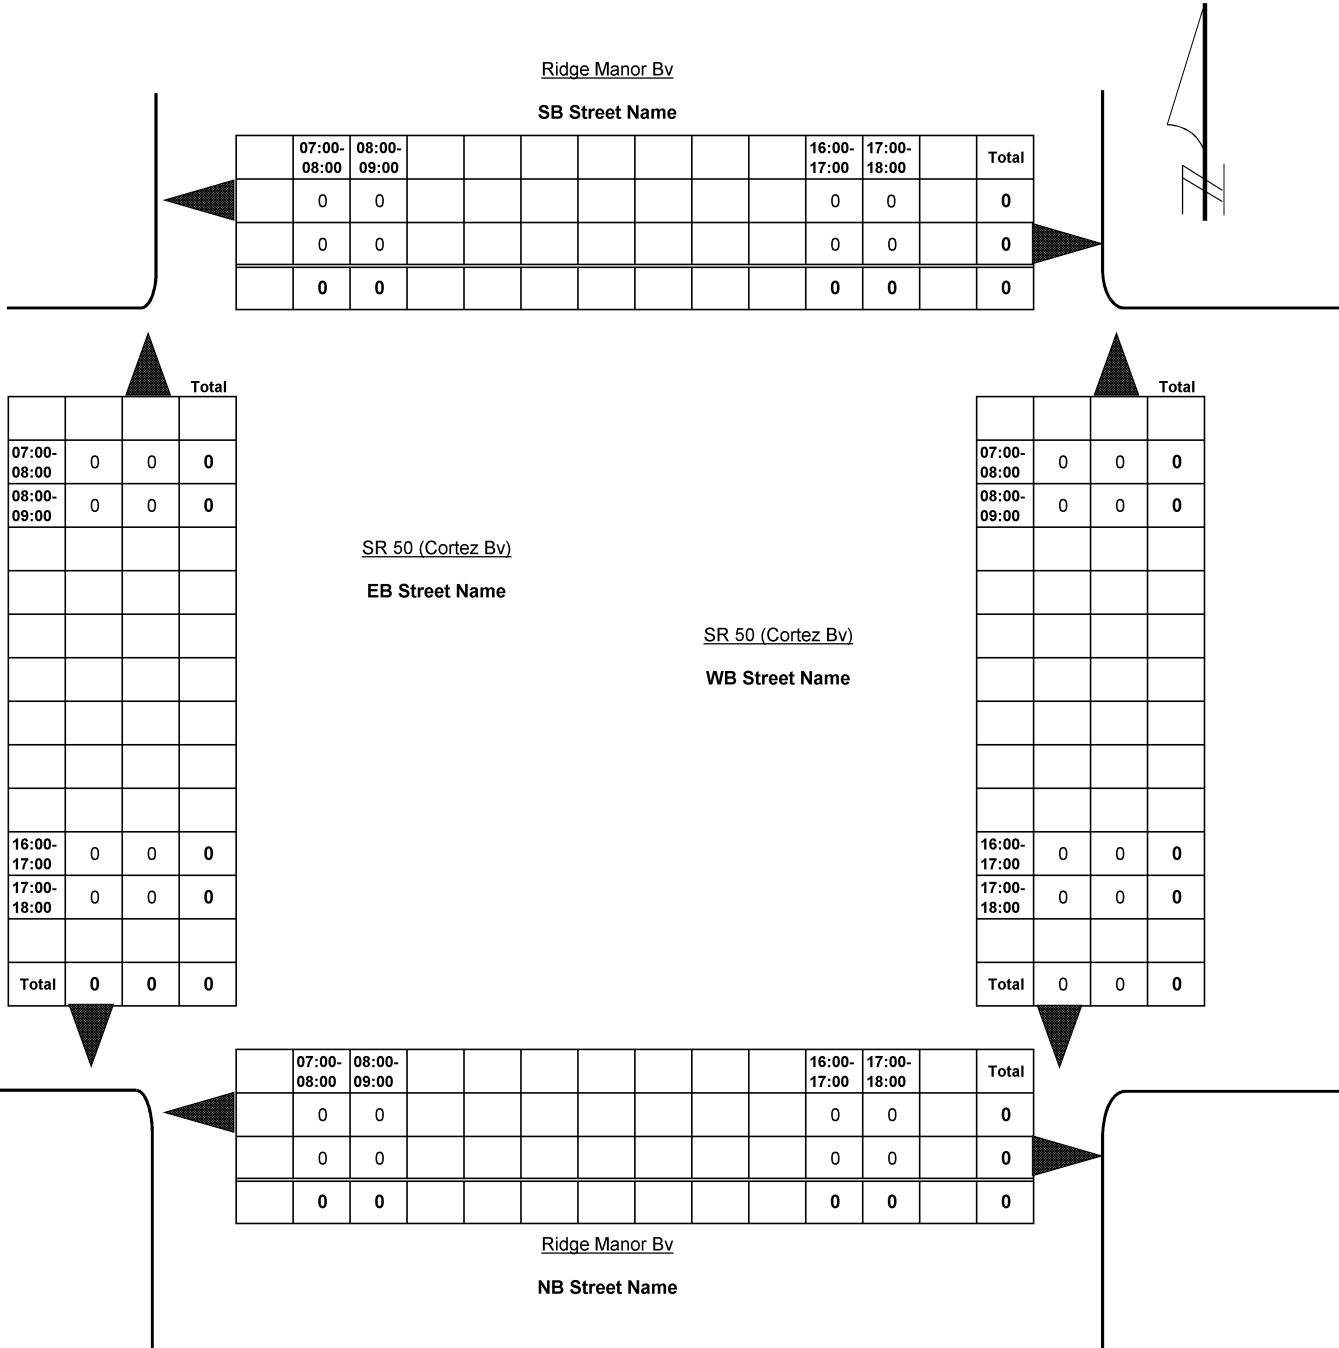 Ridge Manor Bv
SB Street Name
07:00- 08:00- 16:00- 17:00- Total
08:00 09:00 17:00 18:00
0 0 0 0 0
0 0 0 0 0
0 0 0 0 0
Total Total
07:00- 0 0 0 07:00- 0 0 0
08:00 08:00
08:00- 0 0 0 08:00- 0 0 0
09:00 09:00
SR 50 (Cortez Bv)
EB Street Name
SR 50 (Cortez Bv)
WB Street Name
16:00- 0 0 0 16:00- 0 0 0
17:00 17:00
17:00- 0 0 0 17:00- 0 0 0
18:00 18:00
Total 0 0 0 Total 0 0 0
07:00- 08:00- 16:00- 17:00- Total
08:00 09:00 17:00 18:00
0 0 0 0 0
0 0 0 0 0
0 0 0 0 0
Ridge Manor Bv
NB Street Name